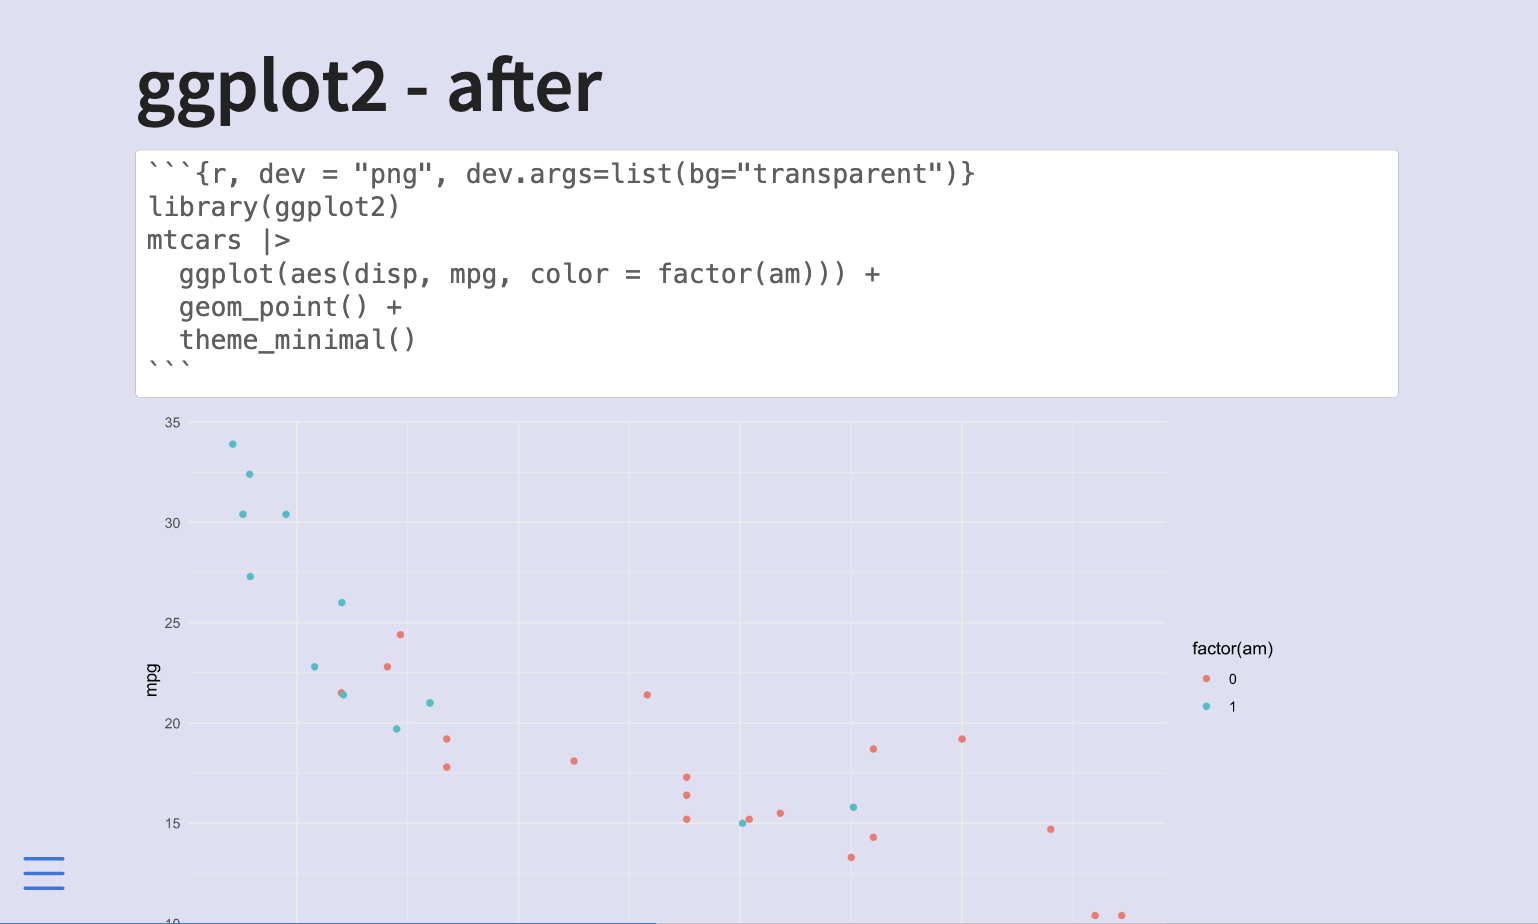 ggplot2 - after
```{r, dev = "png", dev.args=list(bg="transparent")}
library(ggplot2)
mtcars |>
  ggplot(aes(disp, mpg, color = factor(am))) +
  geom_point() +
  theme_minimal()
```
35
30
25
20
15
10
mpg
factor(am)
0
1